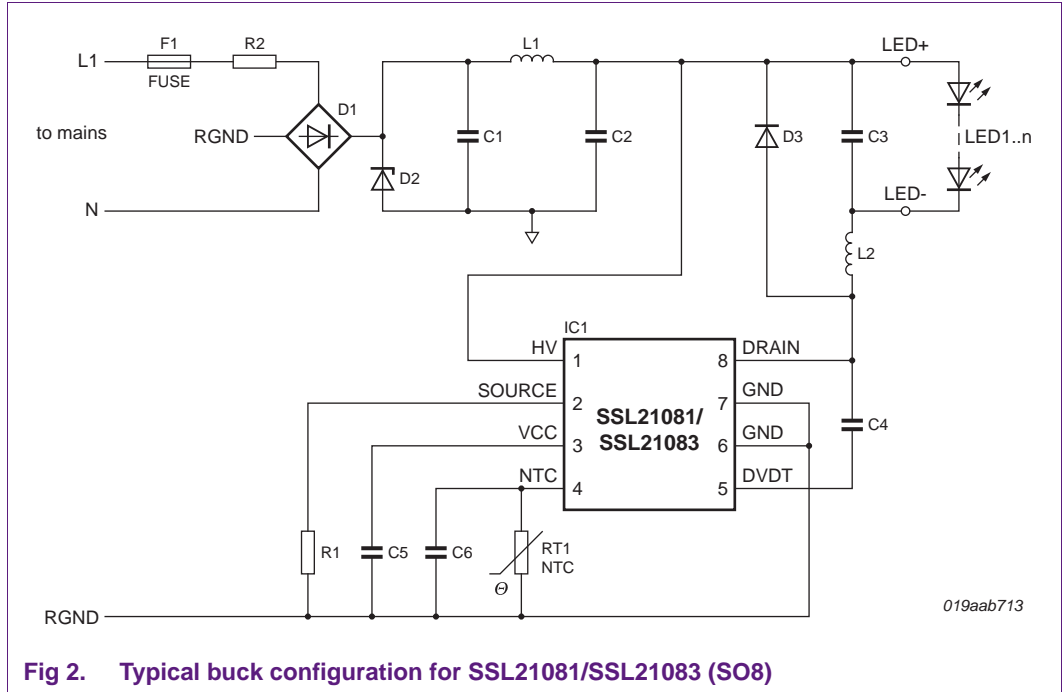 L1
F1
FUSE
R2
L1
LED+
D1
to mains
RGND
C1
C2
D3
C3
LED1..n
D2
N
LED-
L2
IC1
HV
1
8
DRAIN
SOURCE
2
SSL21081/
SSL21083
7
GND
VCC
3
6
GND
C4
NTC
4
5
DVDT
R1
C5
C6
RT1
NTC
Θ
RGND
019aab713
Fig 2. Typical buck configuration for SSL21081/SSL21083 (SO8)